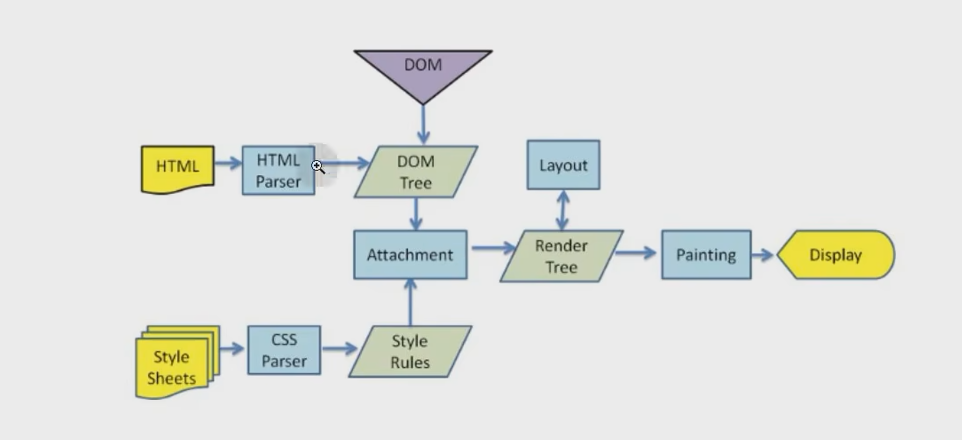 DOM
HTML
HTML
Parser
DOM
Tree
Layout
Attachment
Render
Tree
Painting
Display
Style
Sheets
CSS
Parser
Style
Rules